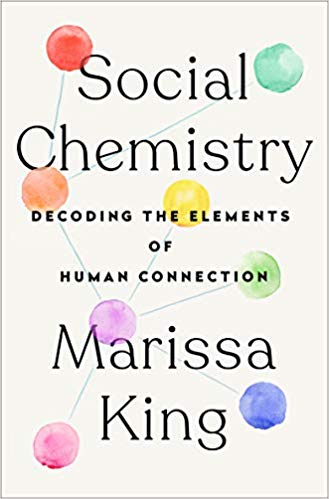 Social
Chemistry
DECODING THE ELEMENTS
OF
HUMAN CONNECTION
Marissa
King